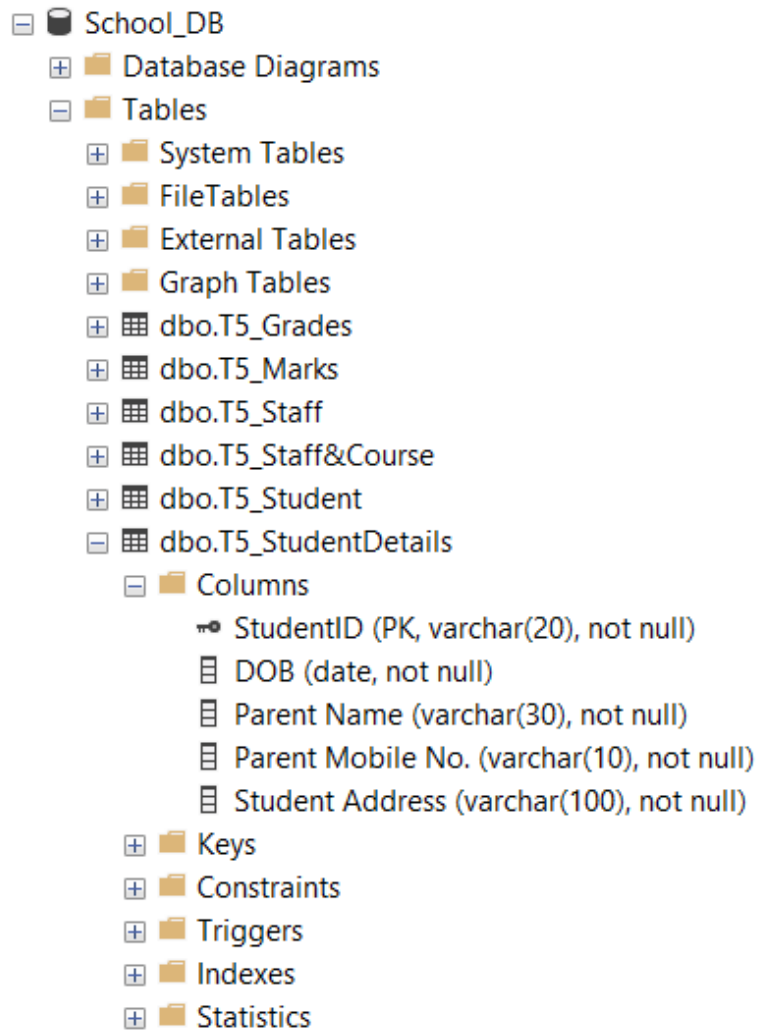 School_DB
Database Diagrams
Tables
System Tables
FileTables
External Tables
Graph Tables
dbo.T5_Grades
dbo.T5_Marks
dbo.T5_Staff
dbo.T5_Staff&Course
dbo.T5_Student
dbo.T5_StudentDetails
Columns
StudentID (PK, varchar(20), not null)
DOB (date, not null)
Parent Name (varchar(30), not null)
Parent Mobile No. (varchar(10), not null)
Student Address (varchar(100), not null)
Keys
Constraints
Triggers
Indexes
Statistics